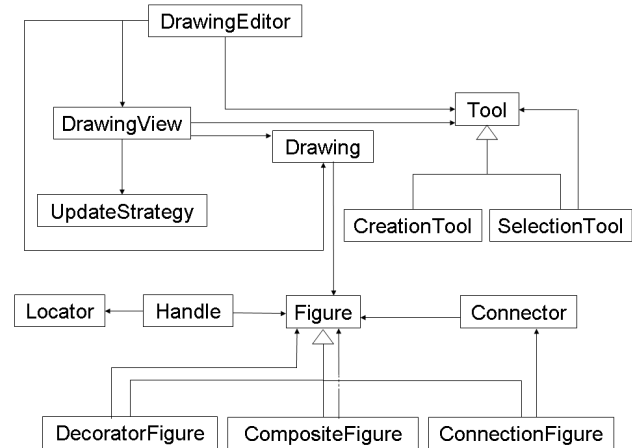 DrawingEditor
Tool
DrawingView
Drawing
UpdateStrategy
CreationTool
SelectionTool
Locator
Handle
Figure
Connector
DecoratorFigure
CompositeFigure
ConnectionFigure